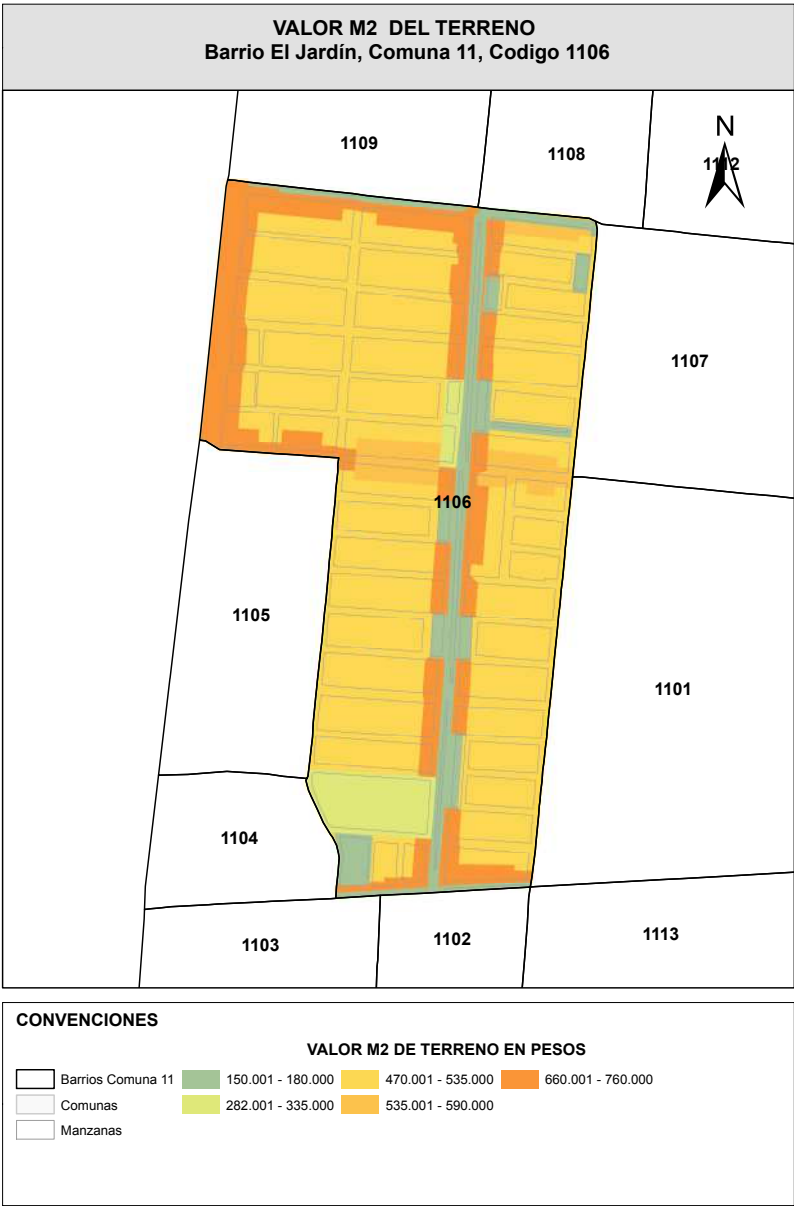 VALOR M2 DEL TERRENO
Barrio El Jardín, Comuna 11, Codigo 1106
N
1109
1108
1112
1107
1106
1105
1101
1104
1103
1102
1113
CONVENCIONES
VALOR M2 DE TERRENO EN PESOS
Barrios Comuna 11 150.001 - 180.000 470.001 - 535.000 660.001 - 760.000
Comunas 282.001 - 335.000 535.001 - 590.000
Manzanas